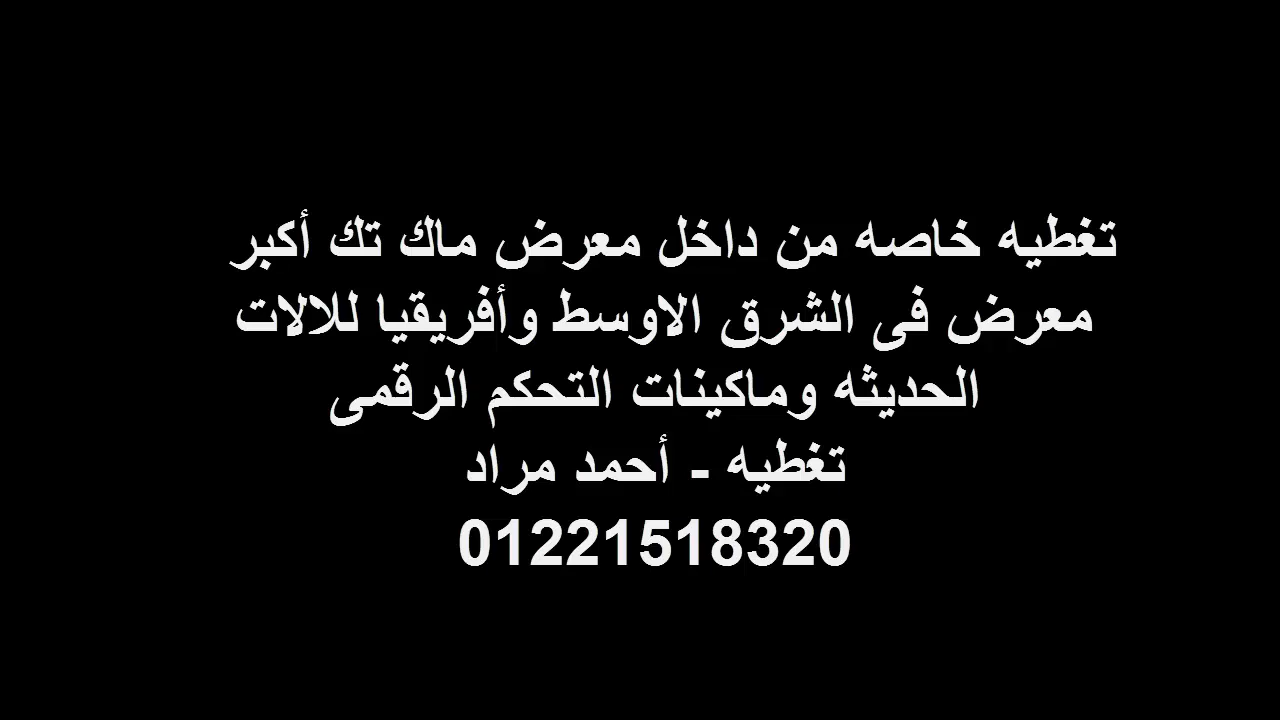 تغطيه خاصه من داخل معرض ماك تك أكبر
معرض فى الشرق الاوسط وأفريقيا للالات
الحديثه وماكينات التحكم الرقمى
تغطيه - أحمد مراد
01221518320